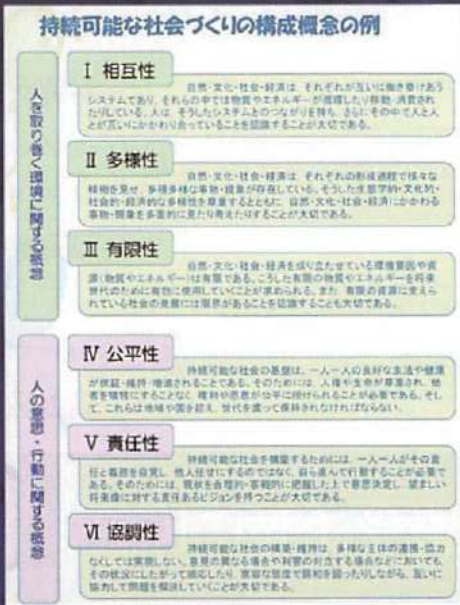 持続可能な社会づくりの構成概念の例
人を取り巻く環境に関する概念
Ⅰ 相互性
自然・文化・社会・経済は、それぞれが互いに働き掛けあう
システムであり、それらの中では物質やエネルギーが循環したり移動・消費され
たりしている。人は、そうしたシステムとのつながりを持ち、さらにその中で人と人
とが互いにかかわり合っていることを認識することが大切である。
Ⅱ 多様性
自然・文化・社会・経済は、それぞれの形成過程で様々な
様相を見せ、多種多様な事物・現象が存在している。そうした生態学的・文化的・
社会的・経済的な多様性を尊重するとともに、自然・文化・社会・経済にかかわる
事物・現象を多面的に見たり考えたりすることが大切である。
Ⅲ 有限性
自然・文化・社会・経済を成り立たせている環境要因や資
源(物質やエネルギー)は有限である。こうした有限の物質やエネルギーを将来
世代のために有効に使用していくことが求められる。また、有限の資源に支えら
れている社会の発展には限界があることを認識することも大切である。
人の意思・行動に関する概念
Ⅳ 公平性
持続可能な社会の基盤は、一人一人の良好な生活や健康
が保証・維持・増進されることである。そのためには、人権や生命が尊重され、他
者を犠牲にすることなく、権利や恩恵が公平に授けられることが必要である。そし
て、これらは地域や国を超え、世代を渡って保持されなければならない。
Ⅴ 責任性
持続可能な社会を構築するためには、一人一人がその責
任と義務を自覚し、他人任せにするのではなく、自ら進んで行動することが必要で
ある。そのためには、現状を合理的・客観的に把握した上で意思決定し、望ましい
将来像に対する責任あるビジョンを持つことが大切である。
Ⅵ 協調性
持続可能な社会の構築・維持は、多様な主体の連携・協力
なくしては実現しない。意見の異なる場合や利害の対立する場合などにおいても、
その状況にしたがって順応したり、寛容な態度で調和を図ったりしながら、互いに
協力して問題を解決していくことが大切である。